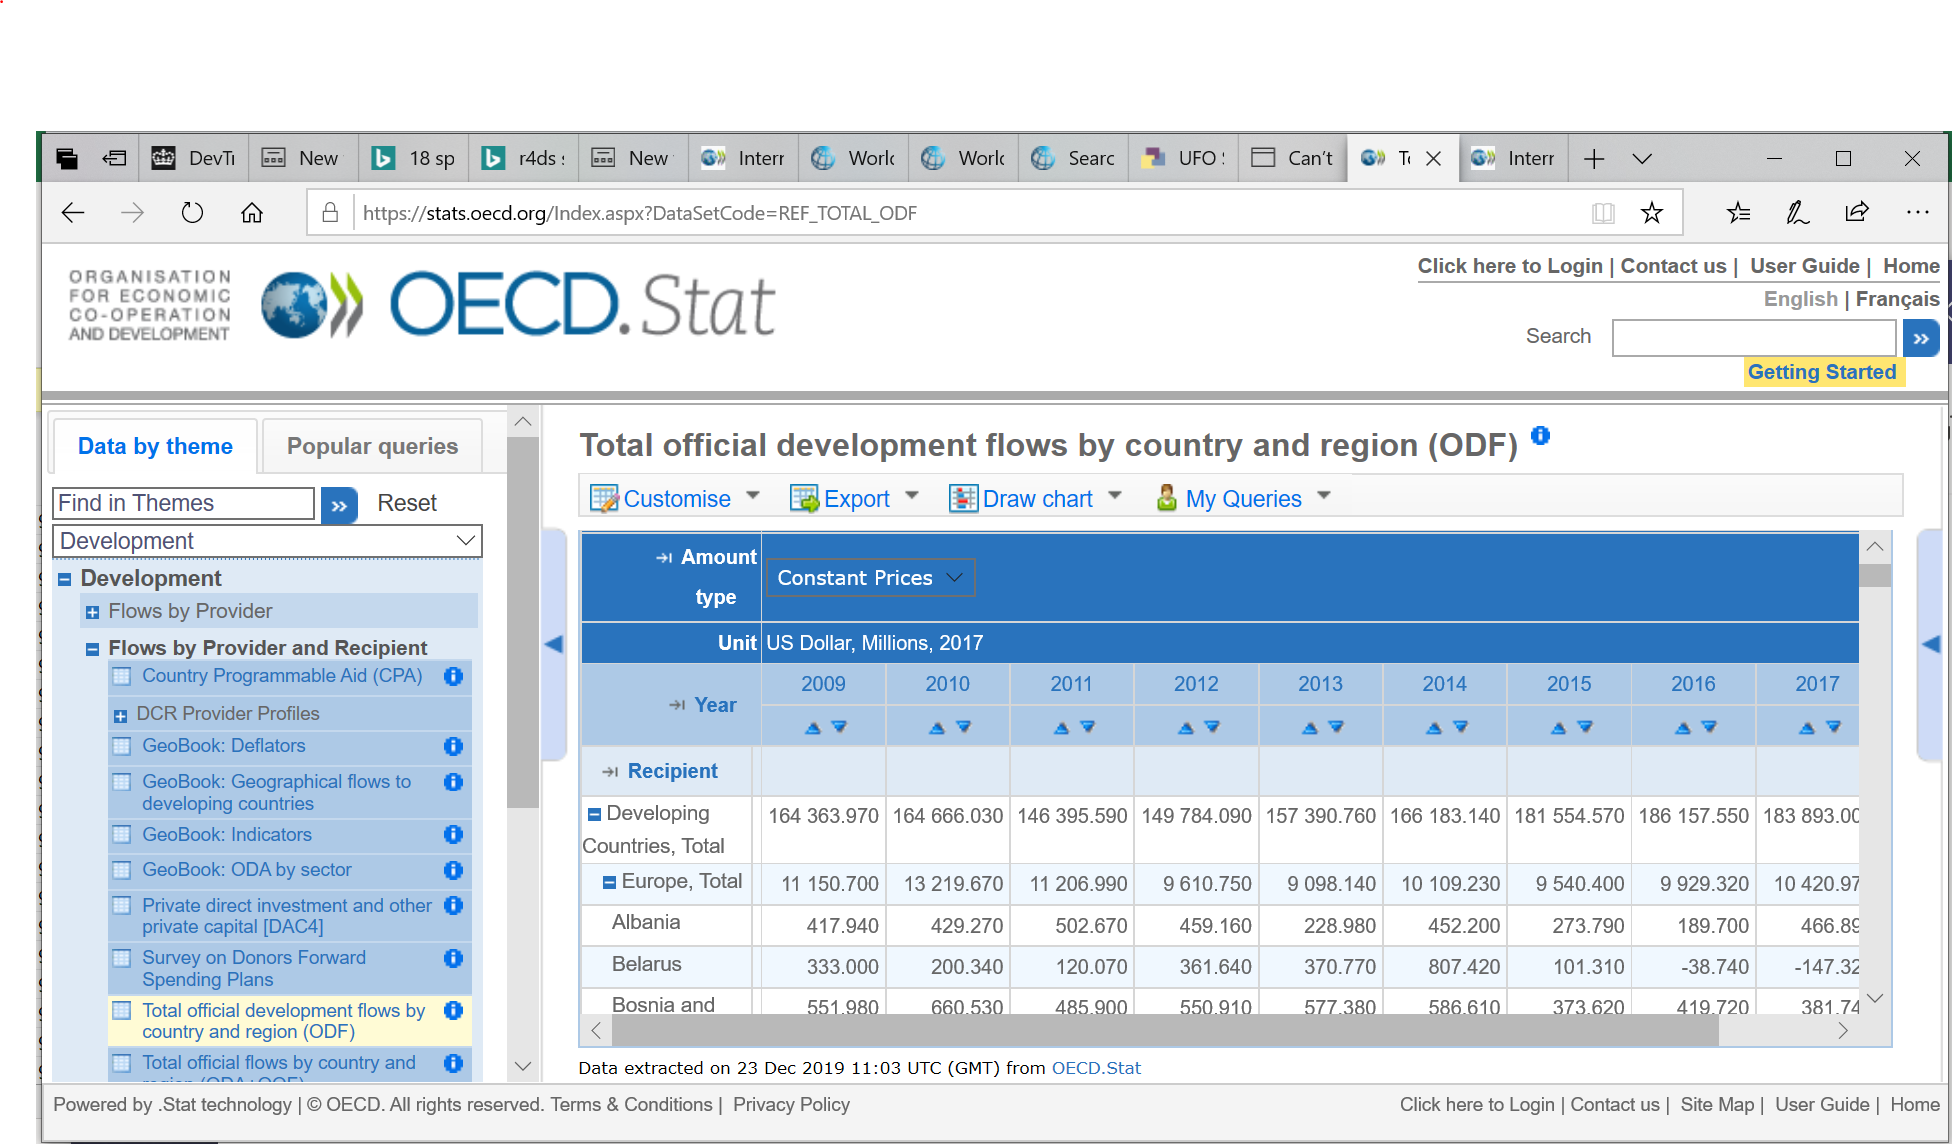 DevTi
New
18 sp
r4ds :
New
Interr
World
World
Searc
UFO :
Can't
To
Interr
https://stats.oecd.org/Index.aspx?DataSetCode=REF_TOTAL_ODF
ORGANISATION
FOR ECONOMIC
CO-OPERATION
AND DEVELOPMENT
OECD.Stat
Click here to Login | Contact us | User Guide | Home
English | Français
Search
Getting Started
Data by theme
Popular queries
Find in Themes
Reset
Development
Development
Flows by Provider
Flows by Provider and Recipient
Country Programmable Aid (CPA)
DCR Provider Profiles
GeoBook: Deflators
GeoBook: Geographical flows to
developing countries
GeoBook: Indicators
GeoBook: ODA by sector
Private direct investment and other
private capital [DAC4]
Survey on Donors Forward
Spending Plans
Total official development flows by
country and region (ODF)
Total official flows by country and
region (ODA+OOF)
Total official development flows by country and region (ODF)
Customise Export Draw chart My Queries
Amount
type
Constant Prices
Unit US Dollar, Millions, 2017
Year 2009 2010 2011 2012 2013 2014 2015 2016 2017
Recipient
Developing
Countries, Total
164 363.970 164 666.030 146 395.590 149 784.090 157 390.760 166 183.140 181 554.570 186 157.550 183 893.00
Europe, Total 11 150.700 13 219.670 11 206.990 9 610.750 9 098.140 10 109.230 9 540.400 9 929.320 10 420.97
Albania 417.940 429.270 502.670 459.160 228.980 452.200 273.790 189.700 466.89
Belarus 333.000 200.340 120.070 361.640 370.770 807.420 101.310 -38.740 -147.32
Bosnia and 551.980 660.530 485.900 550.910 577.380 586.610 373.620 419.720 381.74
Data extracted on 23 Dec 2019 11:03 UTC (GMT) from OECD.Stat
Powered by .Stat technology | © OECD. All rights reserved. Terms & Conditions | Privacy Policy
Click here to Login | Contact us | Site Map | User Guide | Home